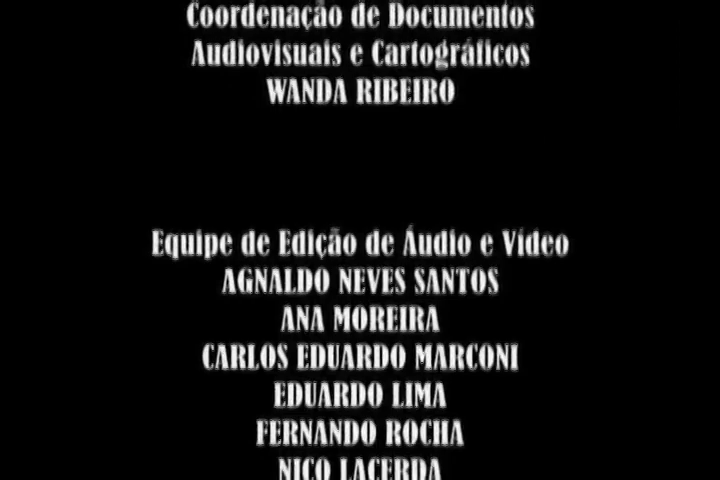 Coordenação de Documentos
Audiovisuais e Cartográficos
WANDA RIBEIRO
Equipe de Edição de Áudio e Vídeo
AGNALDO NEVES SANTOS
ANA MOREIRA
CARLOS EDUARDO MARCONI
EDUARDO LIMA
FERNANDO ROCHA
NICO LACERDA